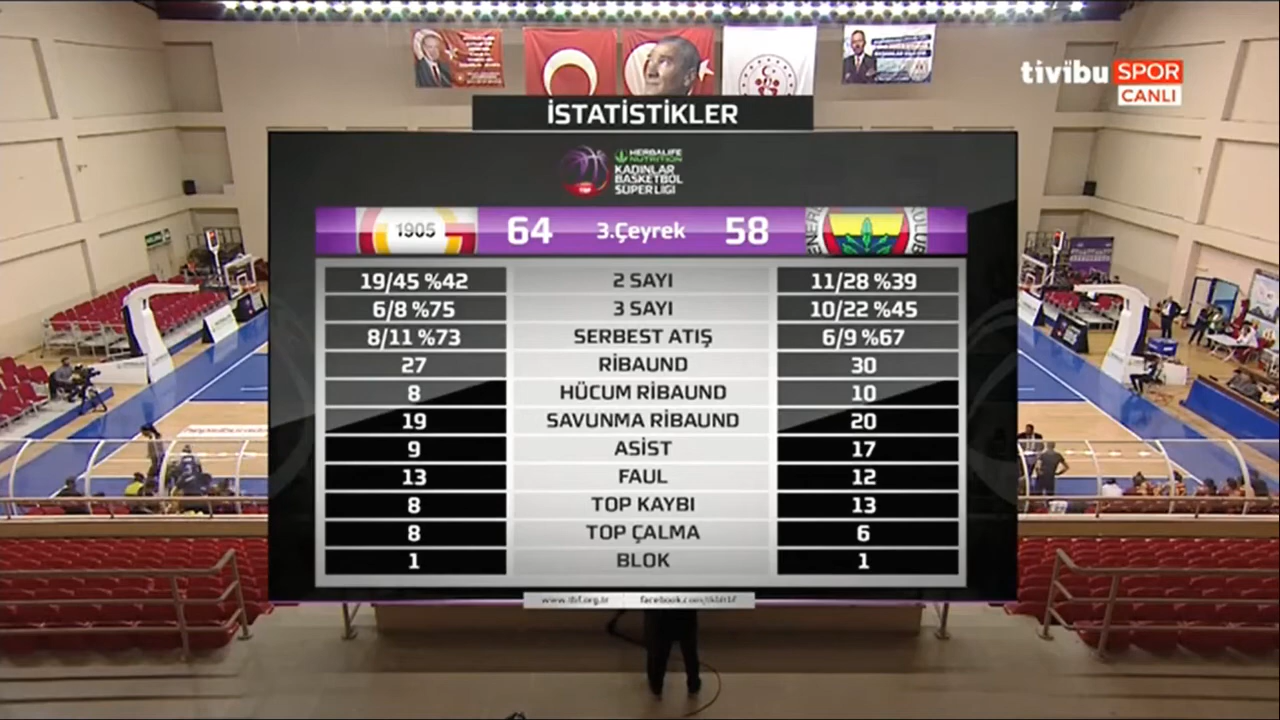 tivibu SPOR
CANLI
İSTATİSTİKLER
HERBALIFE
NUTRITION
KADINLAR
BASKETBOL
SÜPER LİGİ
1905 64 3.Çeyrek 58
19/45 %42 2 SAYI 11/28 %39
6/8 %75 3 SAYI 10/22 %45
8/11 %73 SERBEST ATIŞ 6/9 %67
27 RİBAUND 30
8 HÜCUM RİBAUND 10
19 SAVUNMA RİBAUND 20
9 ASİST 17
13 FAUL 12
8 TOP KAYBI 13
8 TOP ÇALMA 6
1 BLOK 1
www.tbf.org.tr